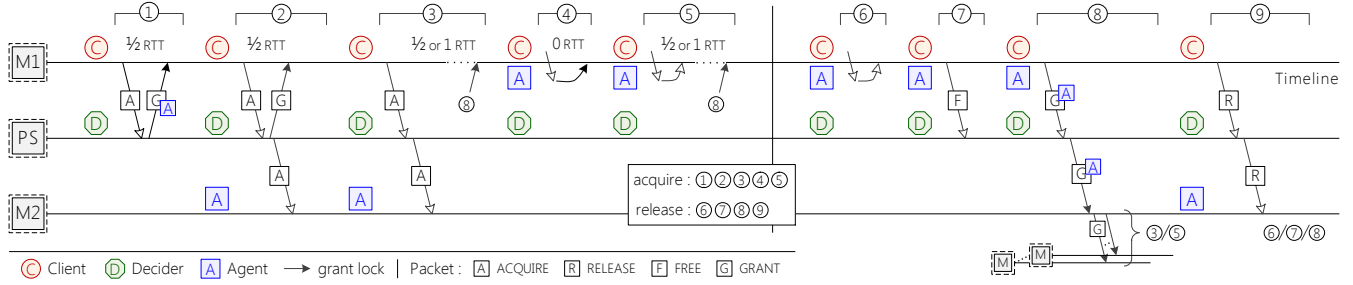 ① ② ③ ④ ⑤ ⑥ ⑦ ⑧ ⑨
C ½ RTT C ½ RTT C ½ or 1 RTT C 0 RTT C ½ or 1 RTT C C C C
M1 A A A A A Timeline
A G A A G A ⑧ ⑧ F G A R
PS D D D D D D D D D
A A G A R
M2 A A A
acquire : ①②③④⑤
release : ⑥⑦⑧⑨
G ③/⑤ ⑥/⑦/⑧
M M
C Client D Decider A Agent grant lock | Packet : A ACQUIRE R RELEASE F FREE G GRANT